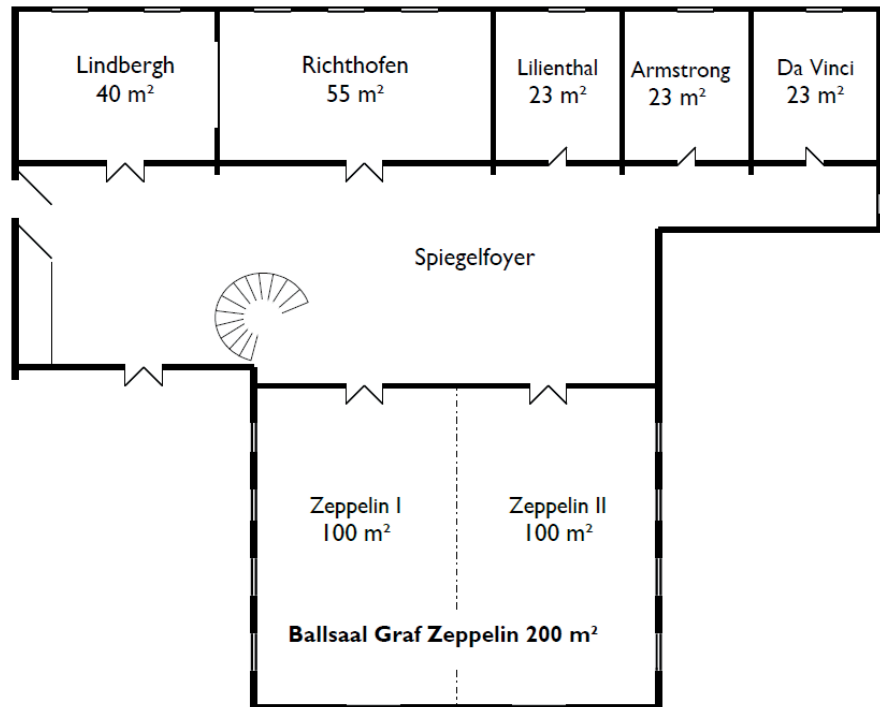 Lindbergh
40 m²
Richthofen
55 m²
Lilienthal
23 m²
Armstrong
23 m²
Da Vinci
23 m²
Spiegelfoyer
Zeppelin I
100 m²
Zeppelin II
100 m²
Ballsaal Graf Zeppelin 200 m²